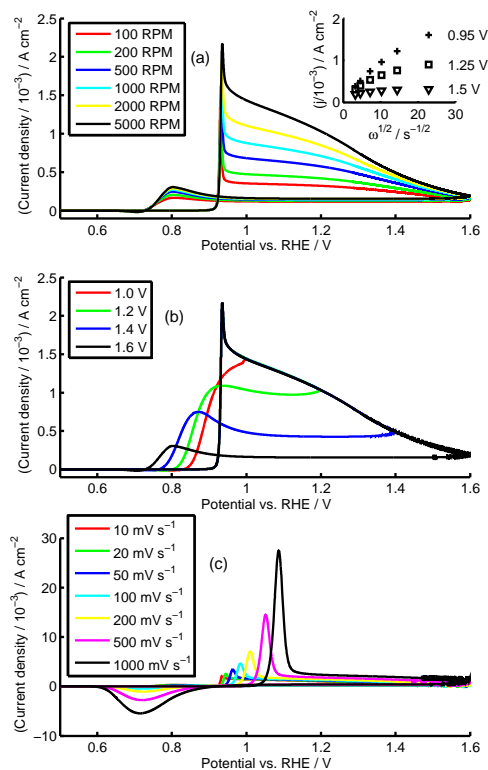 (a)
100 RPM
200 RPM
500 RPM
1000 RPM
2000 RPM
5000 RPM
(Current density / 10⁻³) / A cm⁻²
2.5
2
1.5
1
0.5
0
0.6 0.8 1 1.2 1.4 1.6
Potential vs. RHE / V
(j/10⁻³) / A cm⁻²
2
1
0
0 10 20 30
ω¹/² / s⁻¹/²
0.95 V
1.25 V
1.5 V
(b)
1.0 V
1.2 V
1.4 V
1.6 V
(Current density / 10⁻³) / A cm⁻²
2.5
2
1.5
1
0.5
0
0.6 0.8 1 1.2 1.4 1.6
Potential vs. RHE / V
(c)
10 mV s⁻¹
20 mV s⁻¹
50 mV s⁻¹
100 mV s⁻¹
200 mV s⁻¹
500 mV s⁻¹
1000 mV s⁻¹
(Current density / 10⁻³) / A cm⁻²
30
20
10
0
−10
0.6 0.8 1 1.2 1.4 1.6
Potential vs. RHE / V